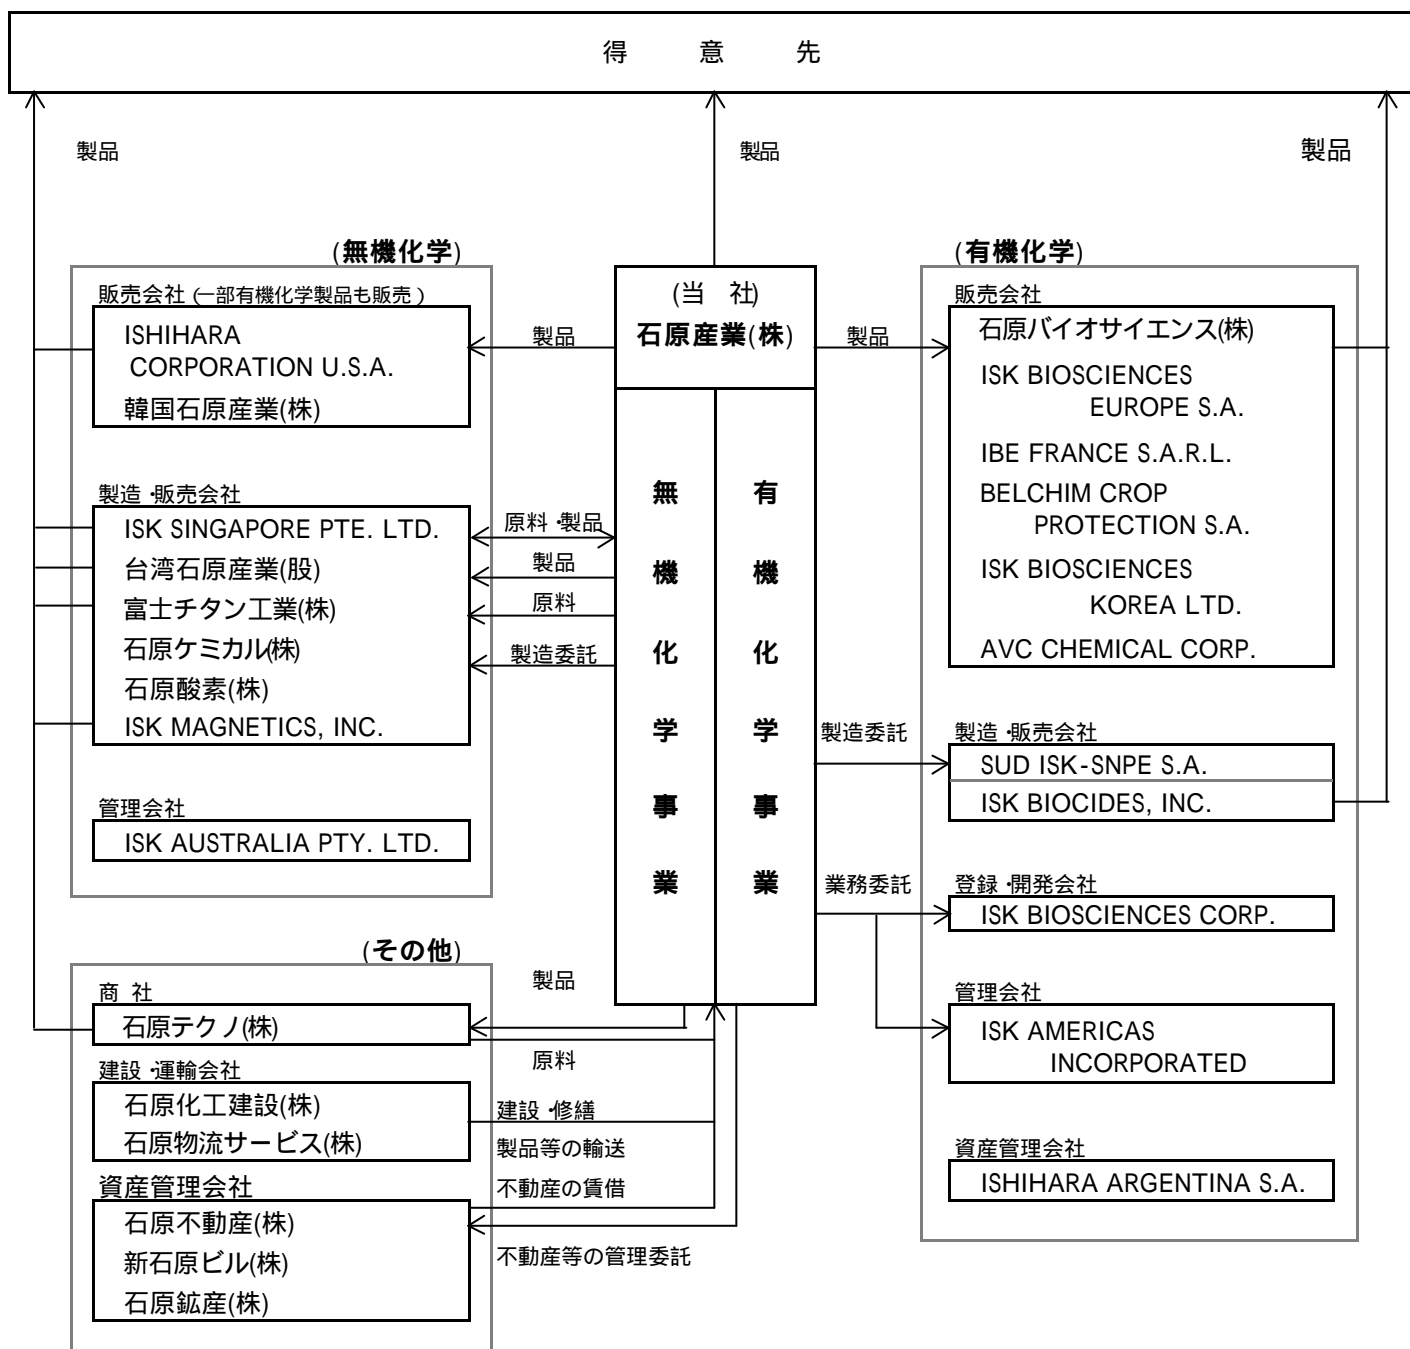 得意先
製品
製品
製品
(無機化学)
販売会社(一部有機化学製品も販売)
ISHIHARA
CORPORATION U.S.A.
韓国石原産業(株)
製造・販売会社
ISK SINGAPORE PTE. LTD.
台湾石原産業(股)
富士チタン工業(株)
石原ケミカル(株)
石原酸素(株)
ISK MAGNETICS, INC.
管理会社
ISK AUSTRALIA PTY. LTD.
(その他)
商社
石原テクノ(株)
建設・運輸会社
石原化工建設(株)
石原物流サービス(株)
資産管理会社
石原不動産(株)
新石原ビル(株)
石原鉱産(株)
製品
原料・製品
製品
原料
製造委託
製品
原料
建設・修繕
製品等の輸送
不動産の賃借
不動産等の管理委託
(当社)
石原産業(株)
無機化学事業
有機化学事業
製品
製造委託
業務委託
(有機化学)
販売会社
石原バイオサイエンス(株)
ISK BIOSCIENCES
EUROPE S.A.
IBE FRANCE S.A.R.L.
BELCHIM CROP
PROTECTION S.A.
ISK BIOSCIENCES
KOREA LTD.
AVC CHEMICAL CORP.
製造・販売会社
SUD ISK-SNPE S.A.
ISK BIOCIDES, INC.
登録・開発会社
ISK BIOSCIENCES CORP.
管理会社
ISK AMERICAS
INCORPORATED
資産管理会社
ISHIHARA ARGENTINA S.A.